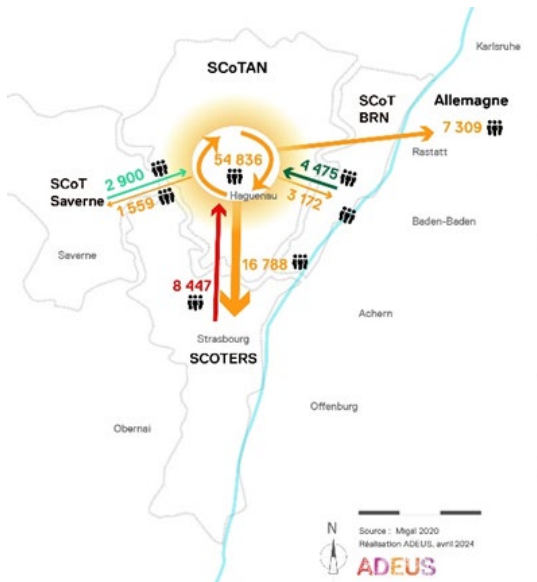 Karlsruhe
SCoTAN
SCoT
BRN
Allemagne
7 309
Rastatt
54 836
4 475
3 172
Haguenau
SCoT
Saverne
2 900
1 559
Baden-Baden
Saverne
16 788
8 447
Achern
Strasbourg
SCOTERS
Offenburg
Obernai
N
Source : Migal 2020
Réalisation ADEUS, avril 2024
ADEUS